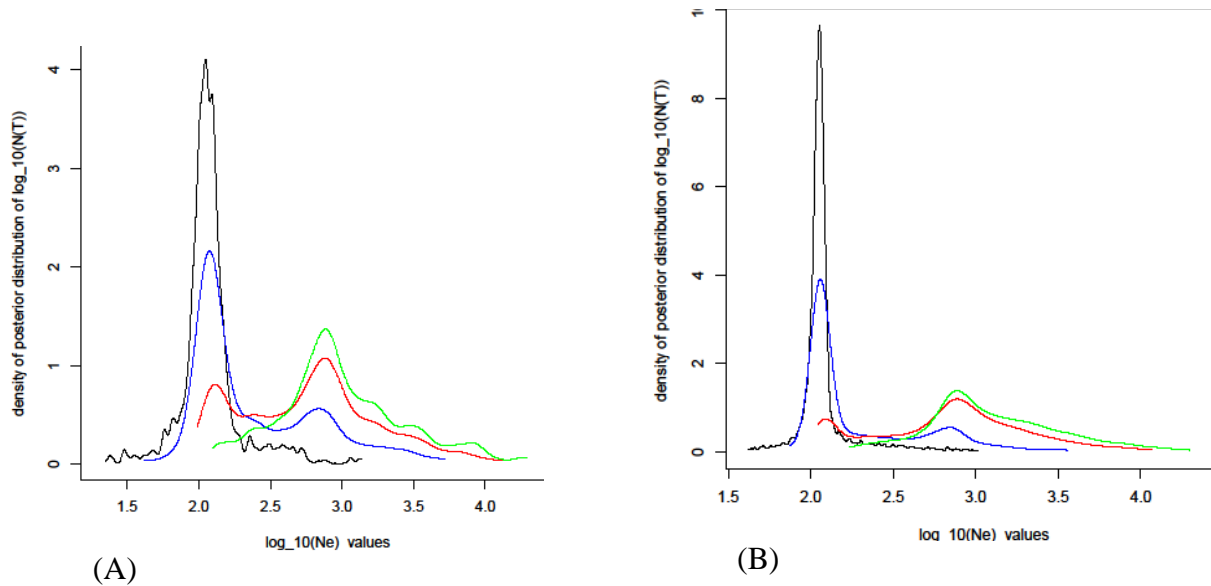 density of posterior distribution of log_10(N(T))
4
3
2
1
0
1.5 2.0 2.5 3.0 3.5 4.0
log_10(Ne) values
(A)
density of posterior distribution of log_10(N(T))
8
6
4
2
0
1.5 2.0 2.5 3.0 3.5 4.0
log_10(Ne) values
(B)